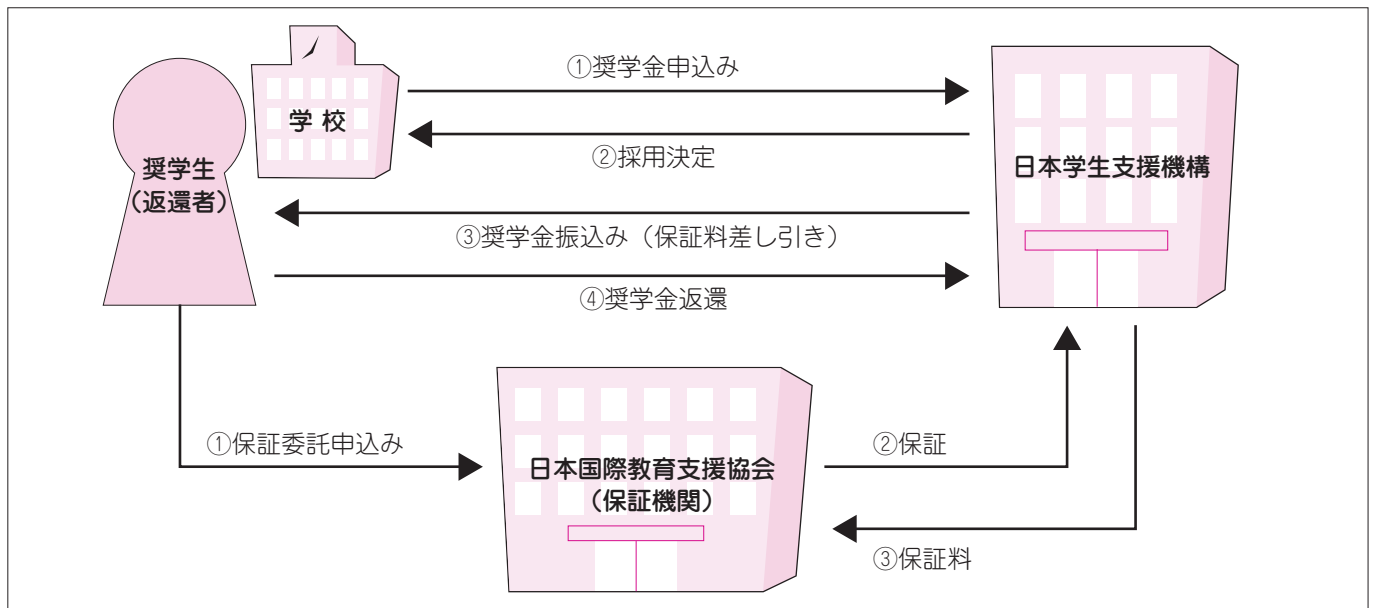 ①奨学金申込み
学 校
②採用決定
奨学生
（返還者）
日本学生支援機構
③奨学金振込み（保証料差し引き）
④奨学金返還
①保証委託申込み
日本国際教育支援協会
（保証機関）
②保証
③保証料